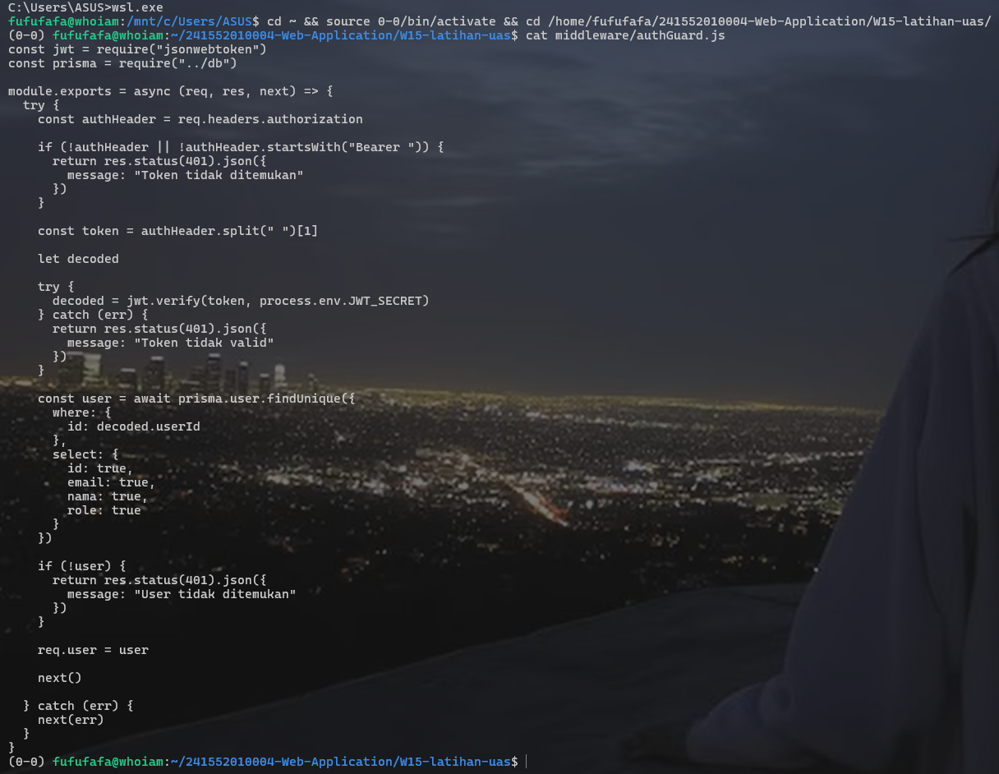 C:\Users\ASUS>wsl.exe
fufufafa@whoiam:/mnt/c/Users/ASUS$ cd ~ && source 0-0/bin/activate && cd /home/fufufafa/241552010004-Web-Application/W15-latihan-uas/
(0-0) fufufafa@whoiam:~/241552010004-Web-Application/W15-latihan-uas$ cat middleware/authGuard.js
const jwt = require("jsonwebtoken")
const prisma = require("../db")

module.exports = async (req, res, next) => {
  try {
    const authHeader = req.headers.authorization

    if (!authHeader || !authHeader.startsWith("Bearer ")) {
      return res.status(401).json({
        message: "Token tidak ditemukan"
      })
    }

    const token = authHeader.split(" ")[1]

    let decoded

    try {
      decoded = jwt.verify(token, process.env.JWT_SECRET)
    } catch (err) {
      return res.status(401).json({
        message: "Token tidak valid"
      })
    }

    const user = await prisma.user.findUnique({
      where: {
        id: decoded.userId
      },
      select: {
        id: true,
        email: true,
        nama: true,
        role: true
      }
    })

    if (!user) {
      return res.status(401).json({
        message: "User tidak ditemukan"
      })
    }

    req.user = user

    next()

  } catch (err) {
    next(err)
  }
}
(0-0) fufufafa@whoiam:~/241552010004-Web-Application/W15-latihan-uas$